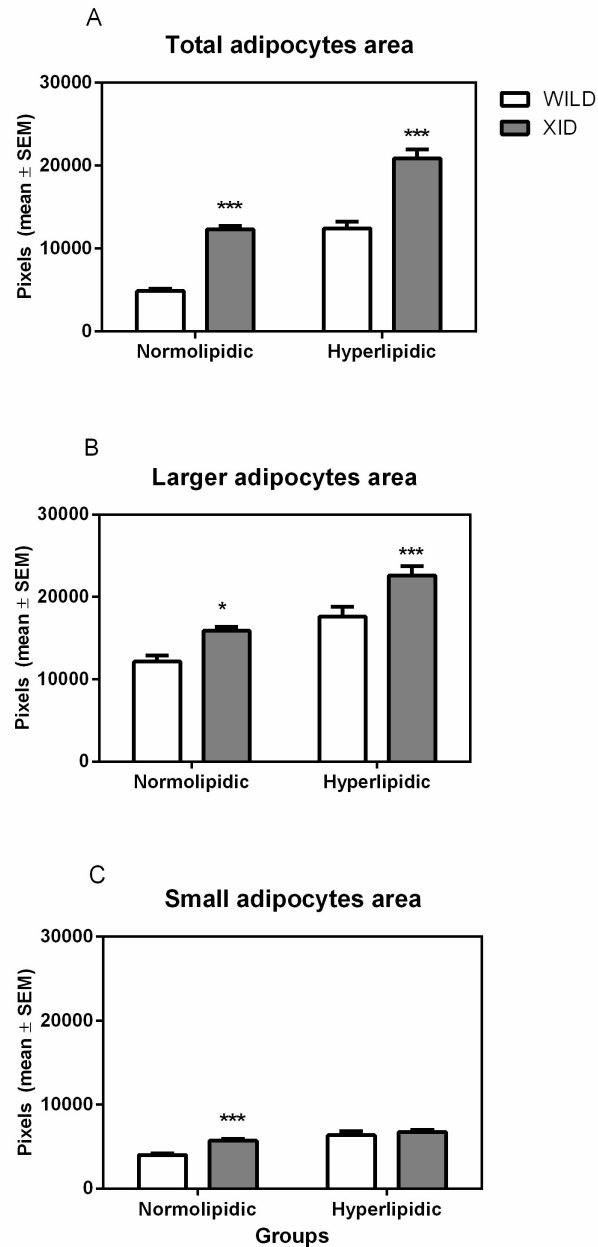 A
Total adipocytes area
WILD
XID
Pixels (mean ± SEM)
30000
20000
10000
0
***
***
Normolipidic
Hyperlipidic
B
Larger adipocytes area
Pixels (mean ± SEM)
30000
20000
10000
0
*
***
Normolipidic
Hyperlipidic
C
Small adipocytes area
Pixels (mean ± SEM)
30000
20000
10000
0
***
Normolipidic
Hyperlipidic
Groups